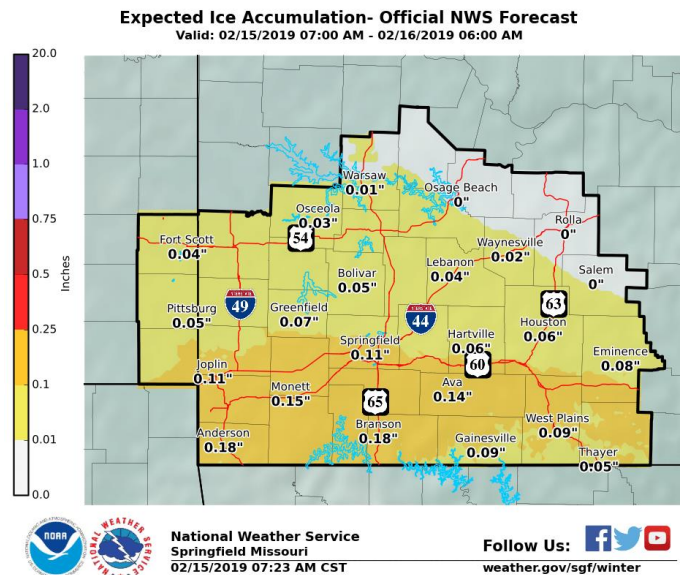 Expected Ice Accumulation- Official NWS Forecast
Valid: 02/15/2019 07:00 AM - 02/16/2019 06:00 AM
20.0
2.0
1.0
0.75
0.5
0.25
0.1
0.01
0.0
Inches
Warsaw
0.01"
Osage Beach
0"
Osceola
0.03"
Rolla
0"
54
Fort Scott
0.04"
Waynesville
0.02"
Bolivar
0.05"
Lebanon
0.04"
Salem
0"
49
Pittsburg
0.05"
Greenfield
0.07"
44
63
Houston
0.06"
Springfield
0.11"
Hartville
0.06"
Eminence
0.08"
Joplin
0.11"
60
Monett
0.15"
Ava
0.14"
65
Branson
0.18"
West Plains
0.09"
Anderson
0.18"
Gainesville
0.09"
Thayer
0.05"
NOAA
NATIONAL WEATHER SERVICE
National Weather Service
Springfield Missouri
02/15/2019 07:23 AM CST
Follow Us:
weather.gov/sgf/winter